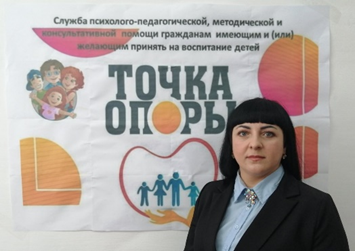 Служба психолого-педагогической, методической и
консультативной помощи гражданам имеющим и (или)
желающим принять на воспитание детей
ТОЧКА
ОПОРЫ